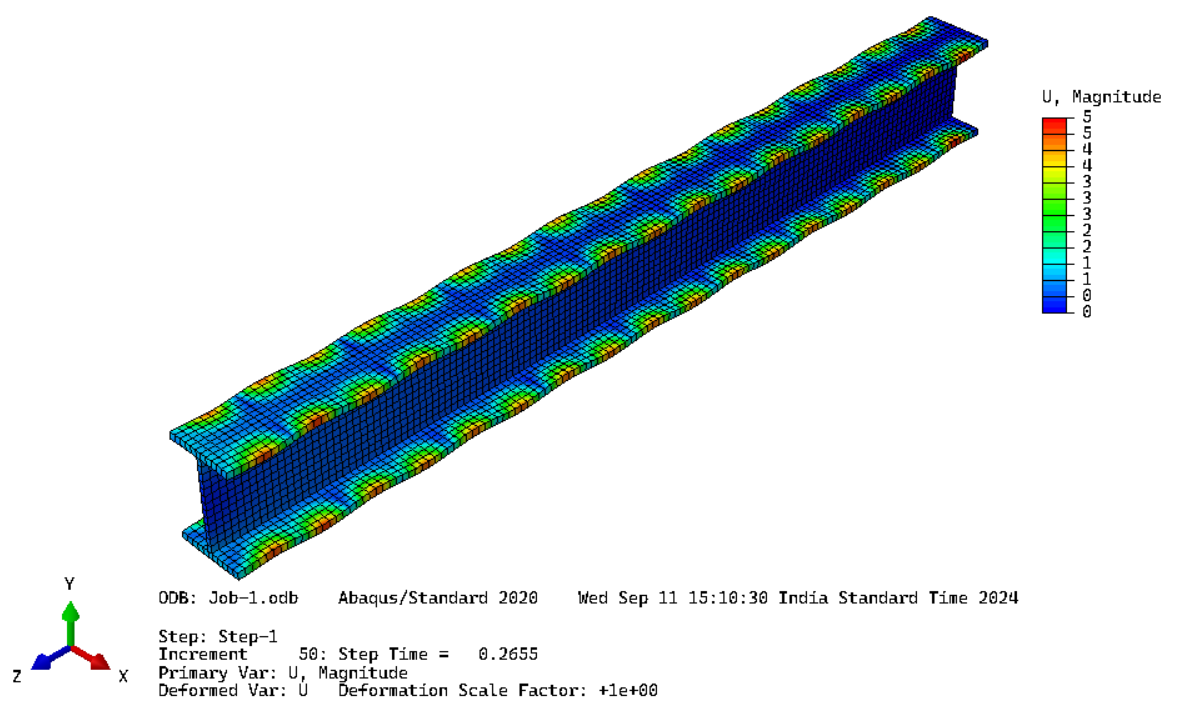 U, Magnitude
5
5
4
4
3
3
3
2
2
1
1
0
0
Y
Z
X
ODB: Job-1.odb    Abaqus/Standard 2020    Wed Sep 11 15:10:30 India Standard Time 2024
Step: Step-1
Increment     50: Step Time =   0.2655
Primary Var: U, Magnitude
Deformed Var: U   Deformation Scale Factor: +1e+00